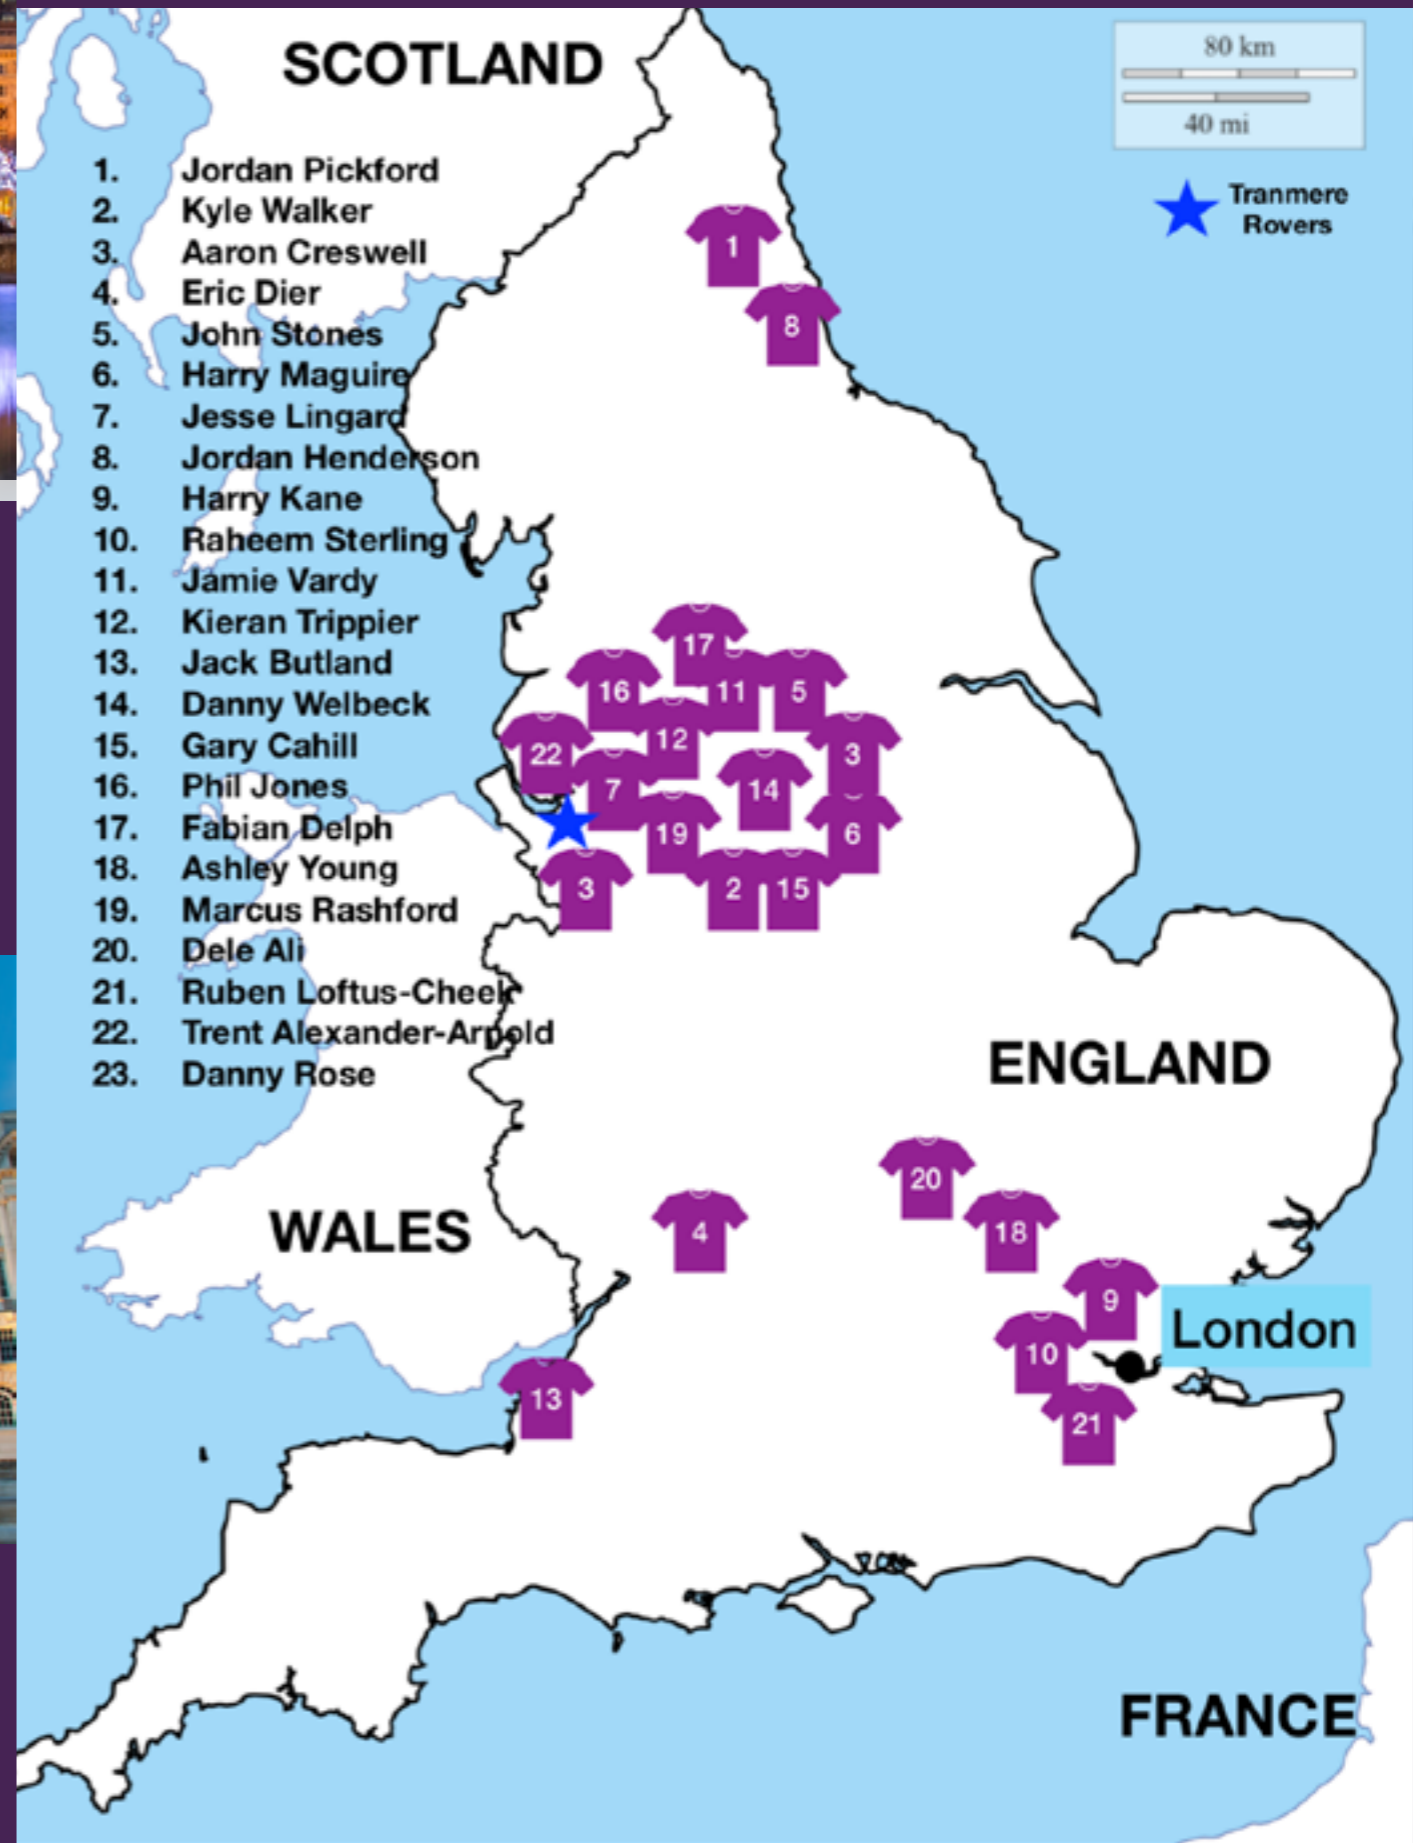 SCOTLAND
80 km
40 mi
Tranmere
Rovers
1. Jordan Pickford
2. Kyle Walker
3. Aaron Creswell
4. Eric Dier
5. John Stones
6. Harry Maguire
7. Jesse Lingard
8. Jordan Henderson
9. Harry Kane
10. Raheem Sterling
11. Jamie Vardy
12. Kieran Trippier
13. Jack Butland
14. Danny Welbeck
15. Gary Cahill
16. Phil Jones
17. Fabian Delph
18. Ashley Young
19. Marcus Rashford
20. Dele Ali
21. Ruben Loftus-Cheek
22. Trent Alexander-Arnold
23. Danny Rose
1
8
17
16
11
5
12
22
3
7
14
19
6
3
2
15
ENGLAND
20
WALES
4
18
9
London
10
13
21
FRANCE